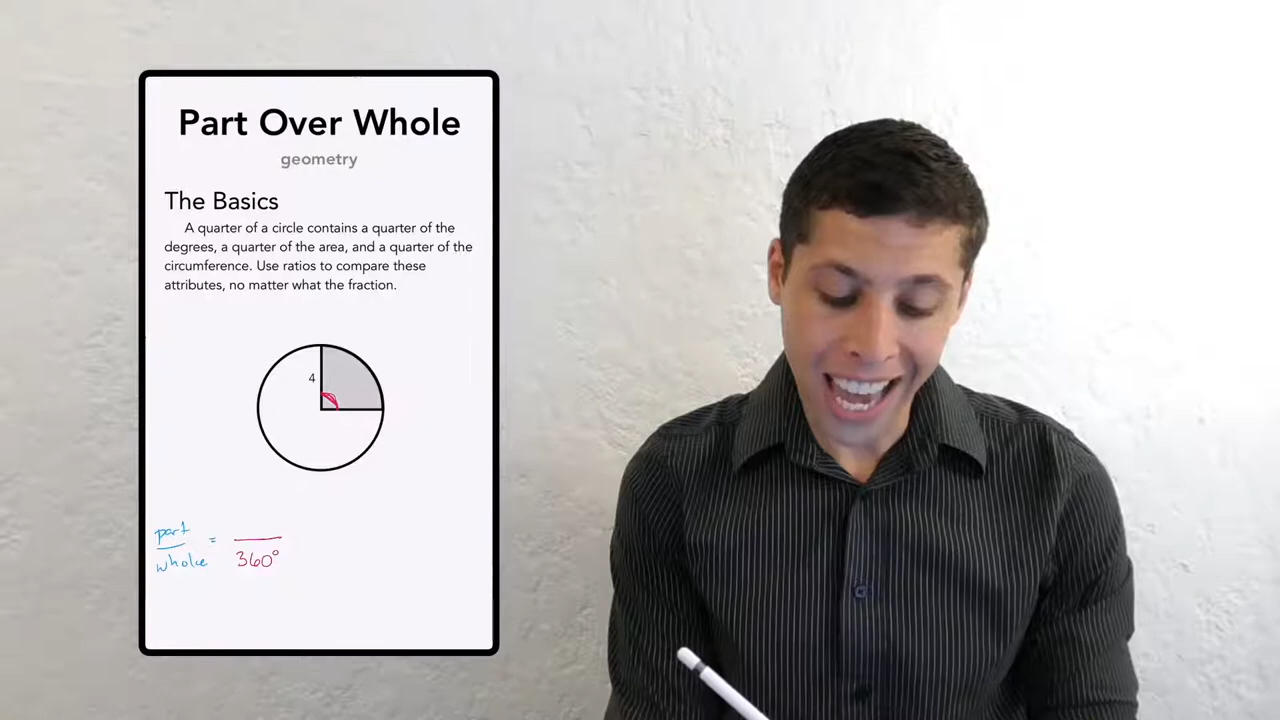 Part Over Whole
geometry
The Basics
A quarter of a circle contains a quarter of the
degrees, a quarter of the area, and a quarter of the
circumference. Use ratios to compare these
attributes, no matter what the fraction.
4
part
=
whole
360°